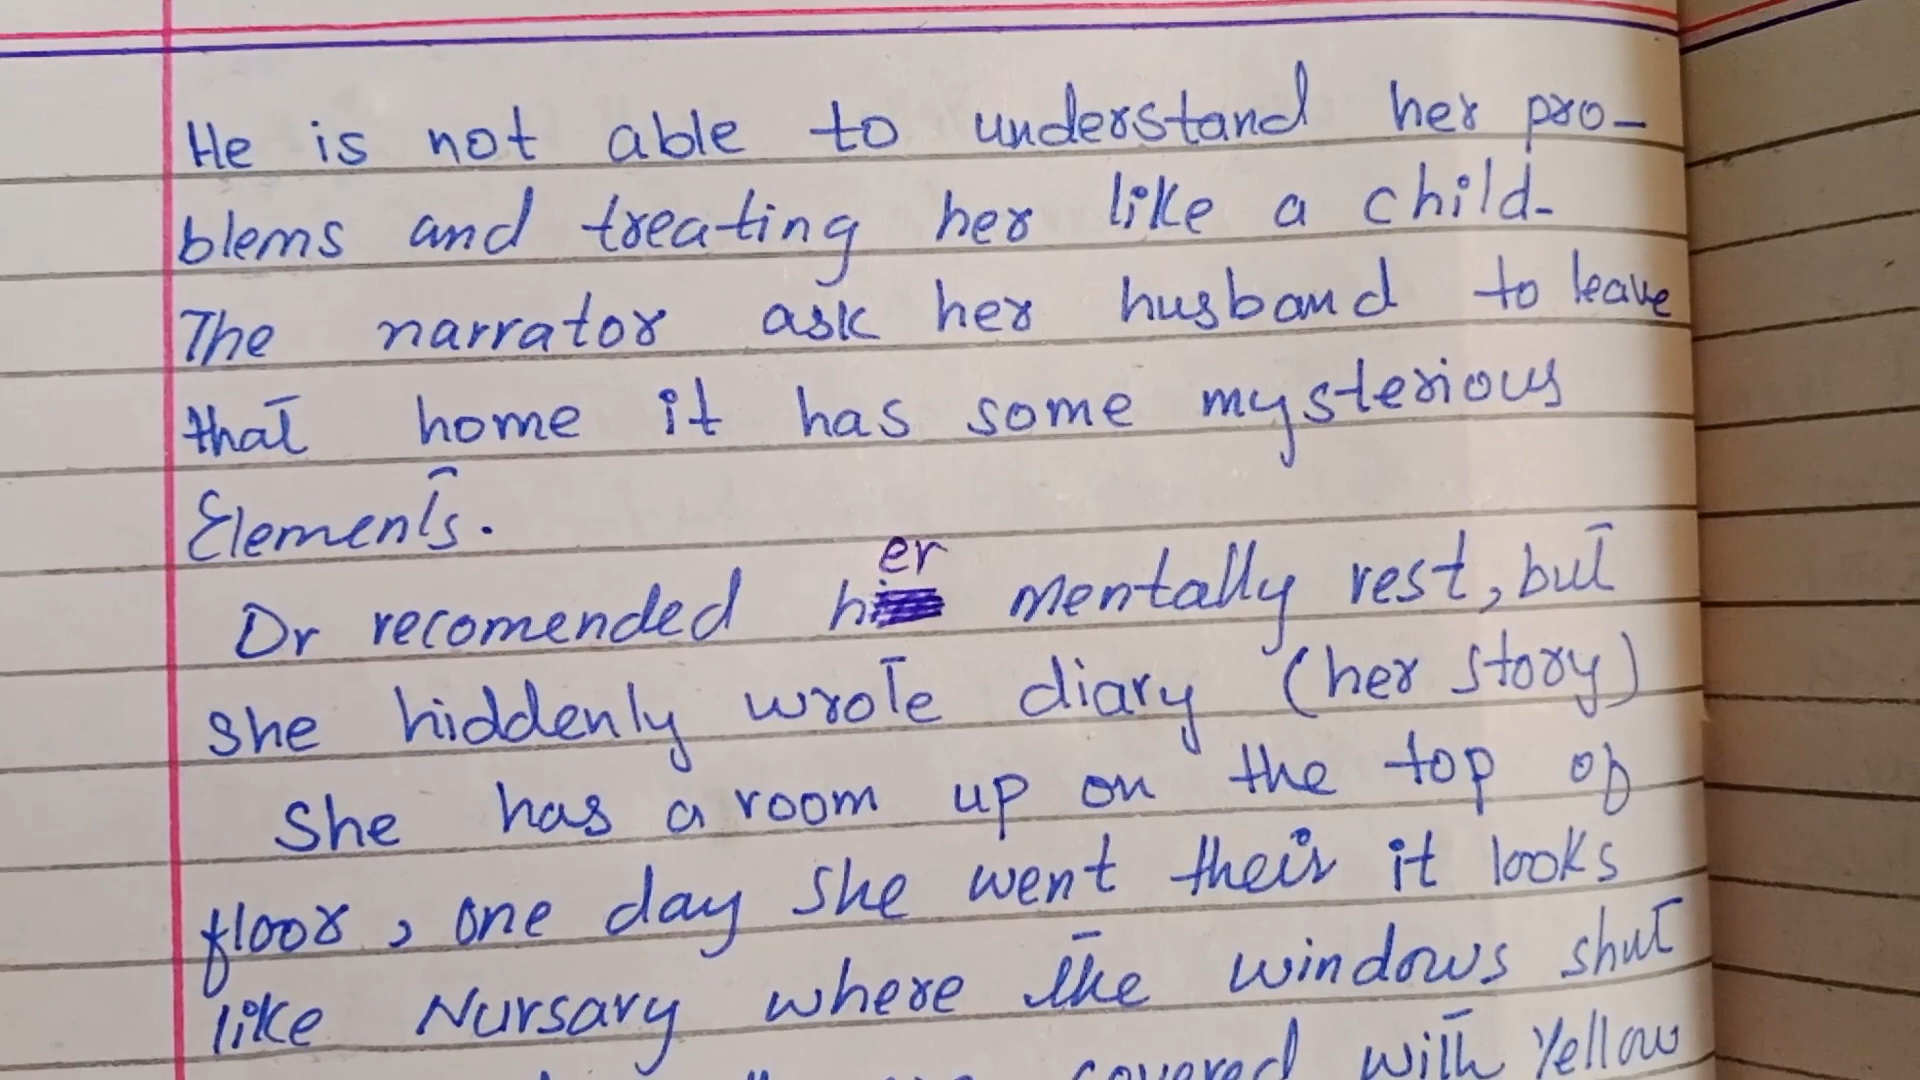 He is not able to understand her pro-
blems and treating her like a child-
The narrator ask her husband to leave
that home it has some mysterious
Elements.
Dr recomended her mentally rest, but
she hiddenly wrote diary (her story)
She has a room up on the top of
floor, one day she went their it looks
like Nursary where the windows shut
covered with Yellow